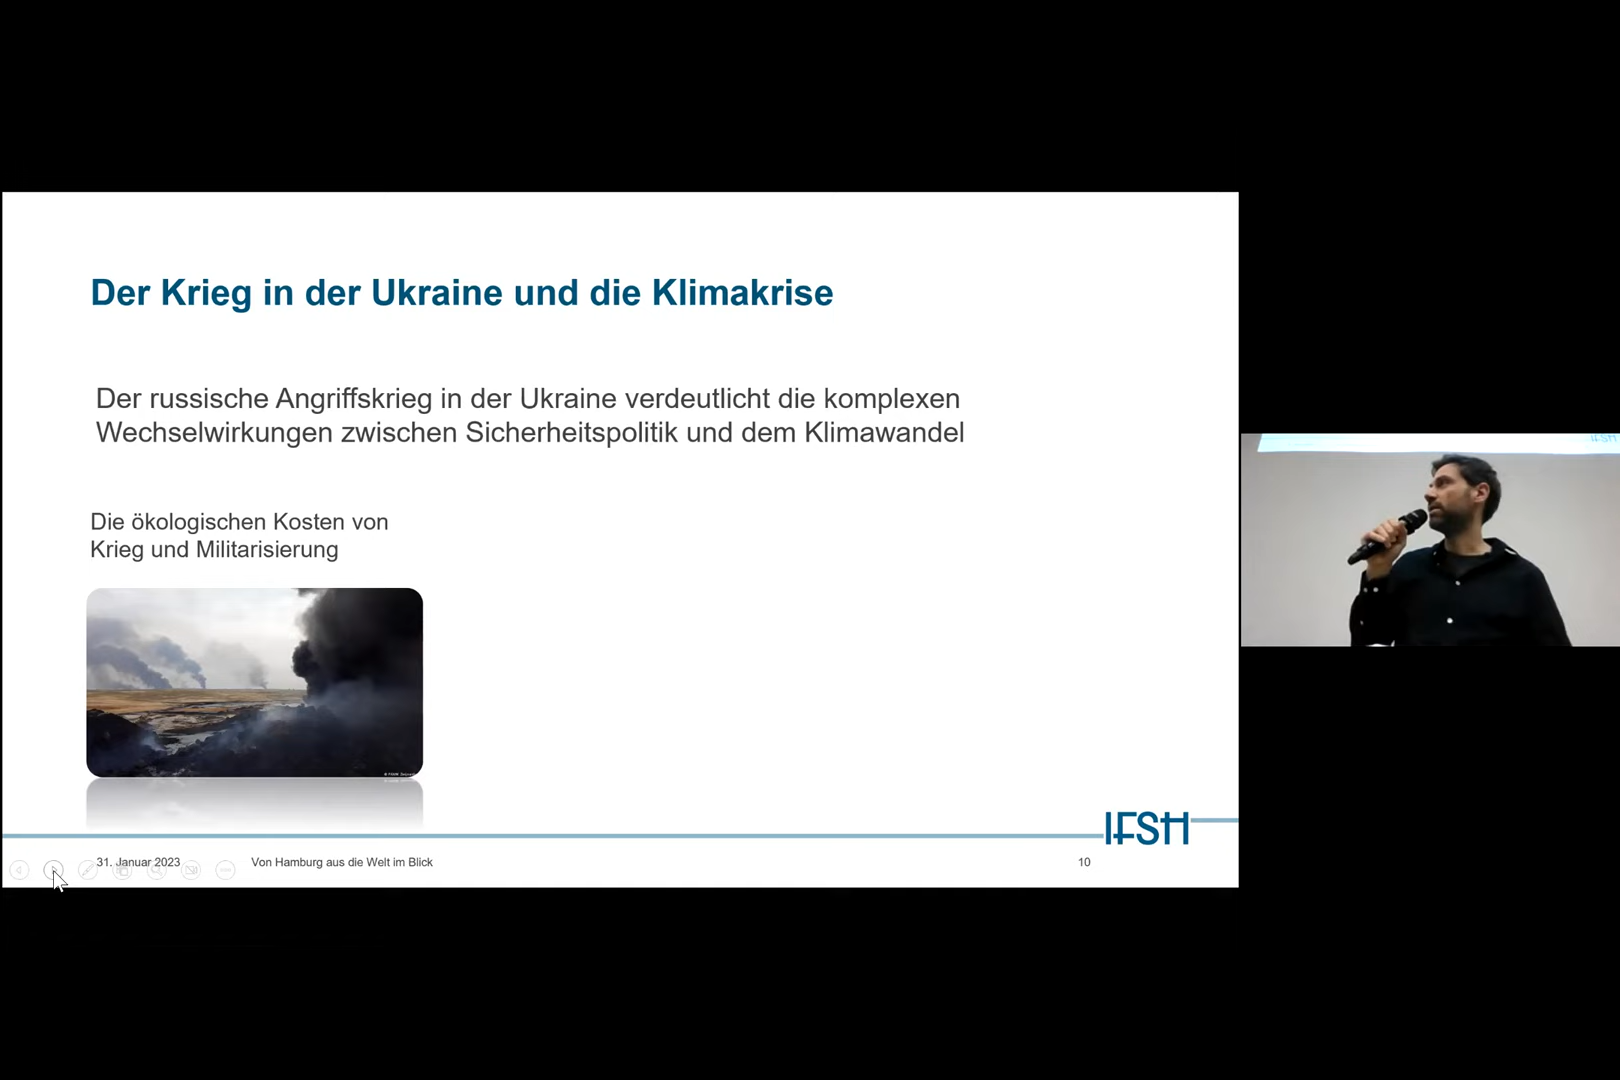 Der Krieg in der Ukraine und die Klimakrise
Der russische Angriffskrieg in der Ukraine verdeutlicht die komplexen
Wechselwirkungen zwischen Sicherheitspolitik und dem Klimawandel
Die ökologischen Kosten von
Krieg und Militarisierung
IFSH
31. Januar 2023
Von Hamburg aus die Welt im Blick
10
IFSH